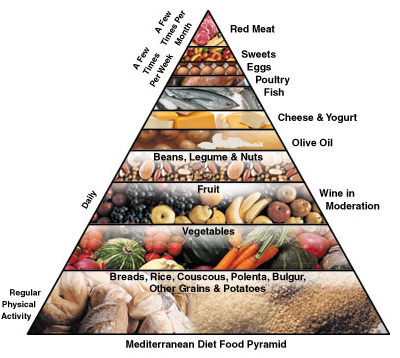 A Few
Times Per
Month
Red Meat
A Few
Times
Per Week
Sweets
Eggs
Poultry
Fish
Cheese & Yogurt
Olive Oil
Beans, Legume & Nuts
Daily
Fruit
Wine in
Moderation
Vegetables
Breads, Rice, Couscous, Polenta, Bulgur,
Other Grains & Potatoes
Regular
Physical
Activity
Mediterranean Diet Food Pyramid